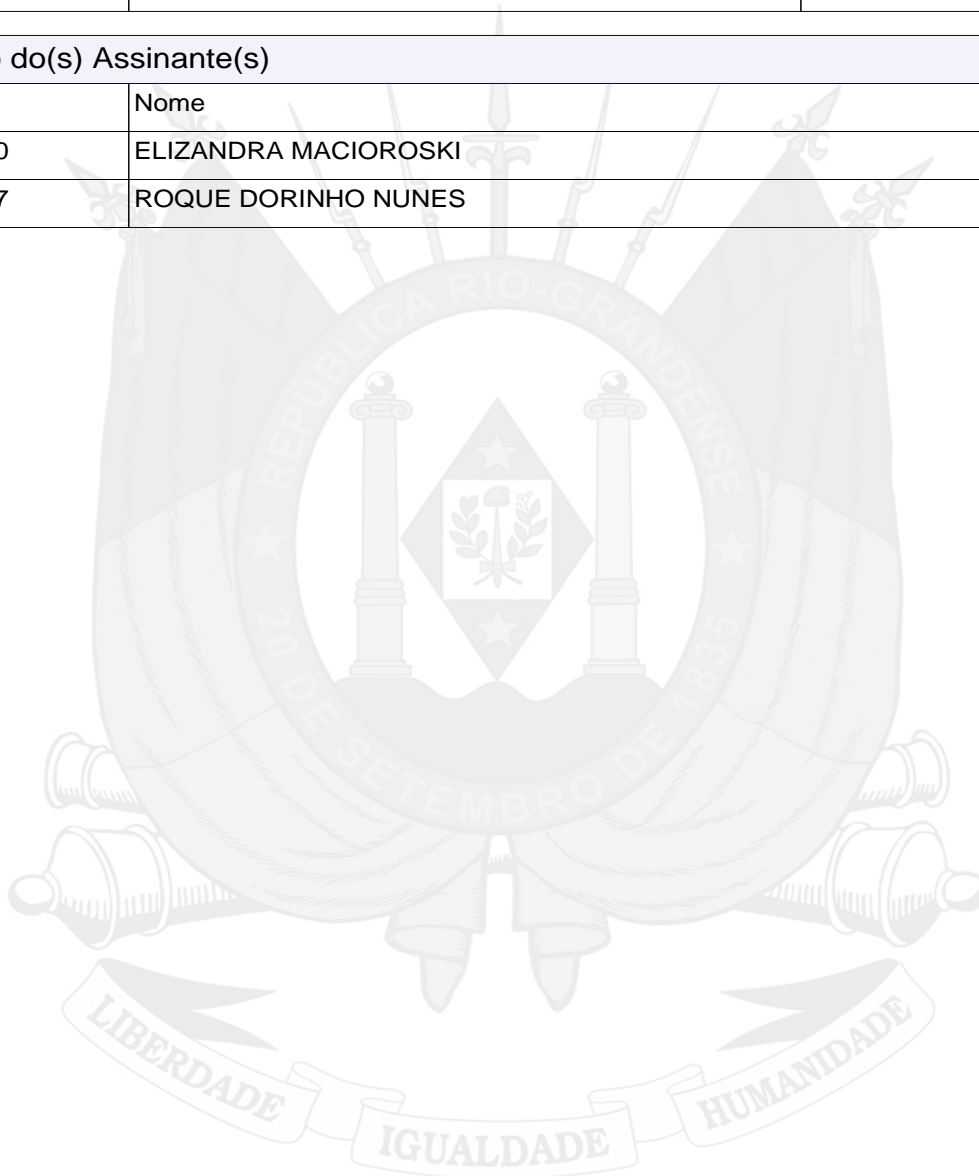 do(s) Assinante(s)
Nome
0 ELIZANDRA MACIOROSKI
7 ROQUE DORINHO NUNES
REPÚBLICA RIO-GRANDENSE
★ 20 DE SETEMBRO DE 1835 ★
LIBERDADE
IGUALDADE
HUMANIDADE